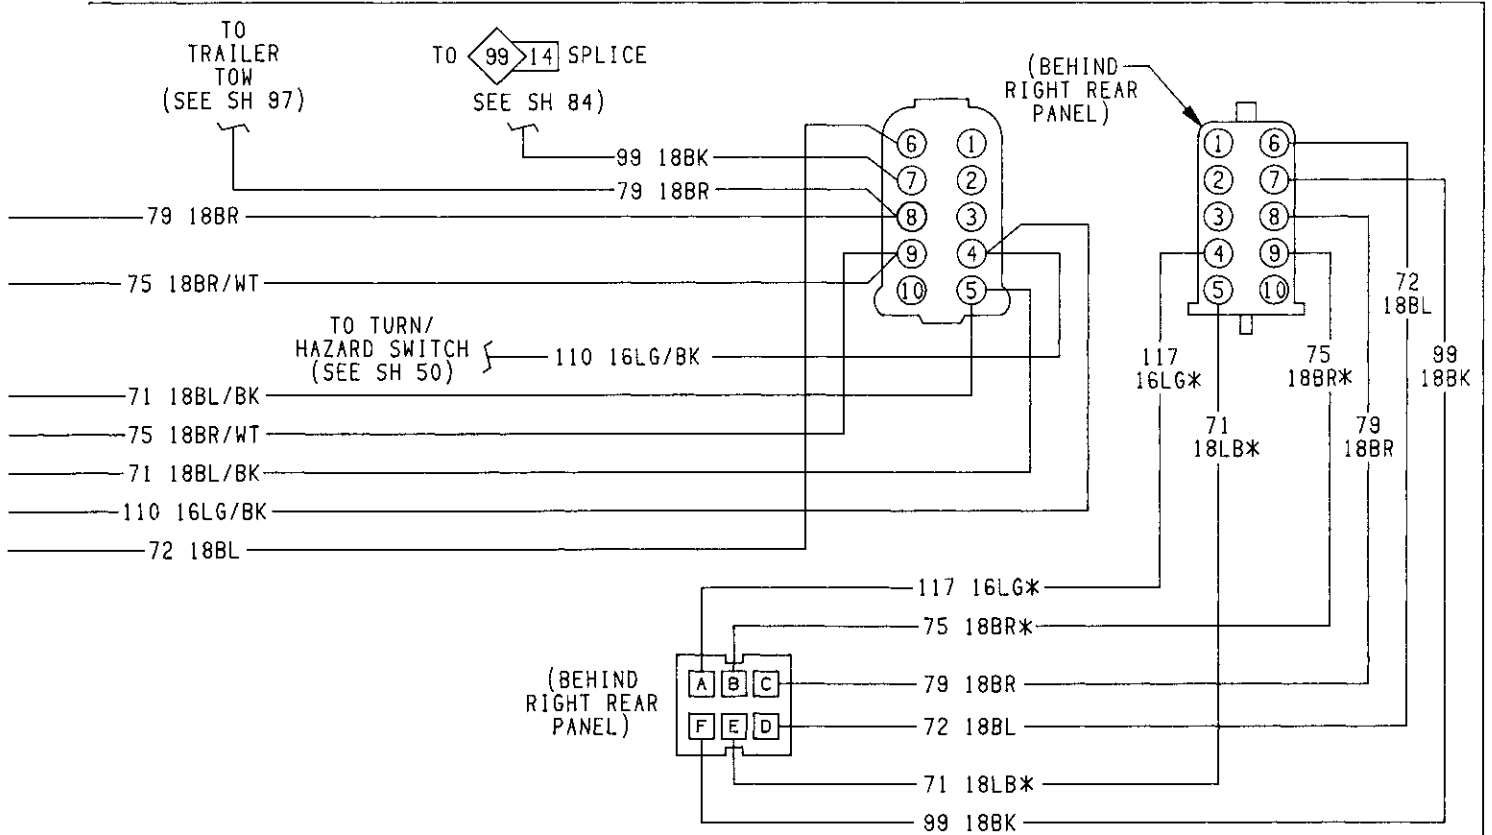 TO
TRAILER
TOW
(SEE SH 97)
TO 99 14 SPLICE
SEE SH 84)
(BEHIND
RIGHT REAR
PANEL)
99 18BK
79 18BR
79 18BR
75 18BR/WT
TO TURN/
HAZARD SWITCH
(SEE SH 50)
110 16LG/BK
71 18BL/BK
75 18BR/WT
71 18BL/BK
110 16LG/BK
72 18BL
6 1
7 2
8 3
9 4
10 5
1 6
2 7
3 8
4 9
5 10
72
18BL
117
16LG*
75
18BR*
99
18BK
71
18LB*
79
18BR
117 16LG*
75 18BR*
(BEHIND
RIGHT REAR
PANEL)
A B C
F E D
79 18BR
72 18BL
71 18LB*
99 18BK